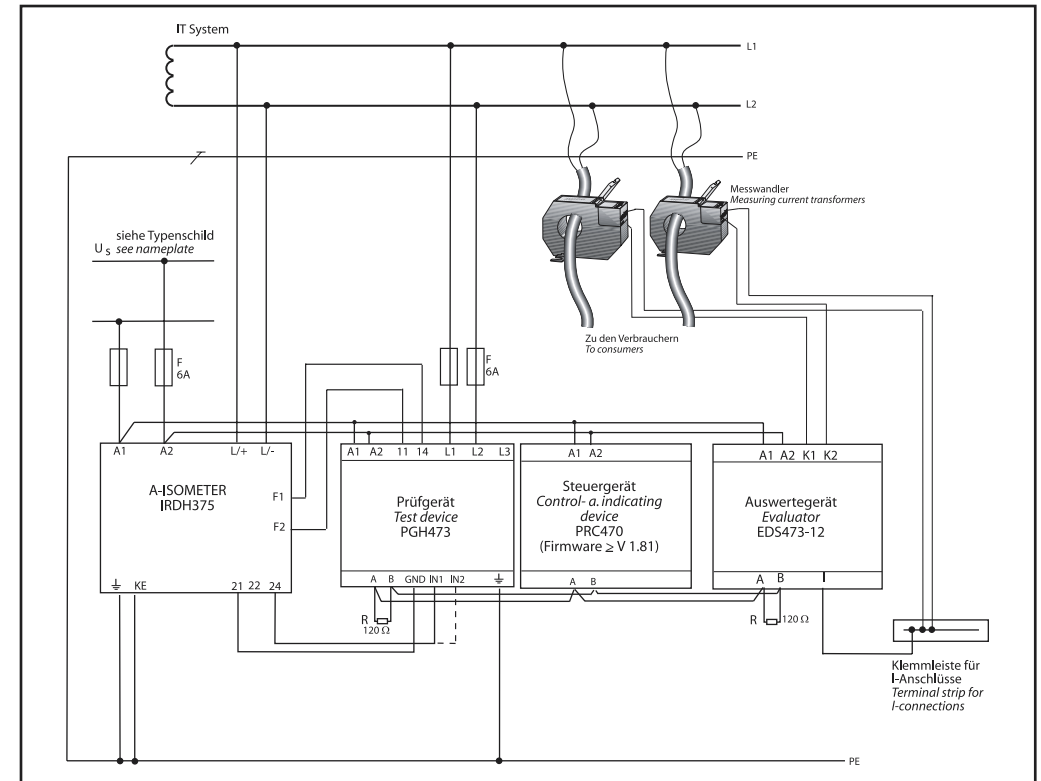 IT System
L1
L2
PE
Messwandler
Measuring current transformers
siehe Typenschild
U s see nameplate
Zu den Verbrauchern
To consumers
F
6A
F
6A
A1 A2 L/+ L/-
A-ISOMETER
IRDH375
F1
F2
⏚ KE 21 22 24
A1 A2 11 14 L1 L2 L3
Prüfgerät
Test device
PGH473
A B GND IN1 IN2 ⏚
R
120 Ω
A1 A2
Steuergerät
Control- a. indicating
device
PRC470
(Firmware ≥ V 1.81)
A B
A1 A2 K1 K2
Auswertegerät
Evaluator
EDS473-12
A B I
R 120 Ω
Klemmleiste für
I-Anschlüsse
Terminal strip for
I-connections
PE